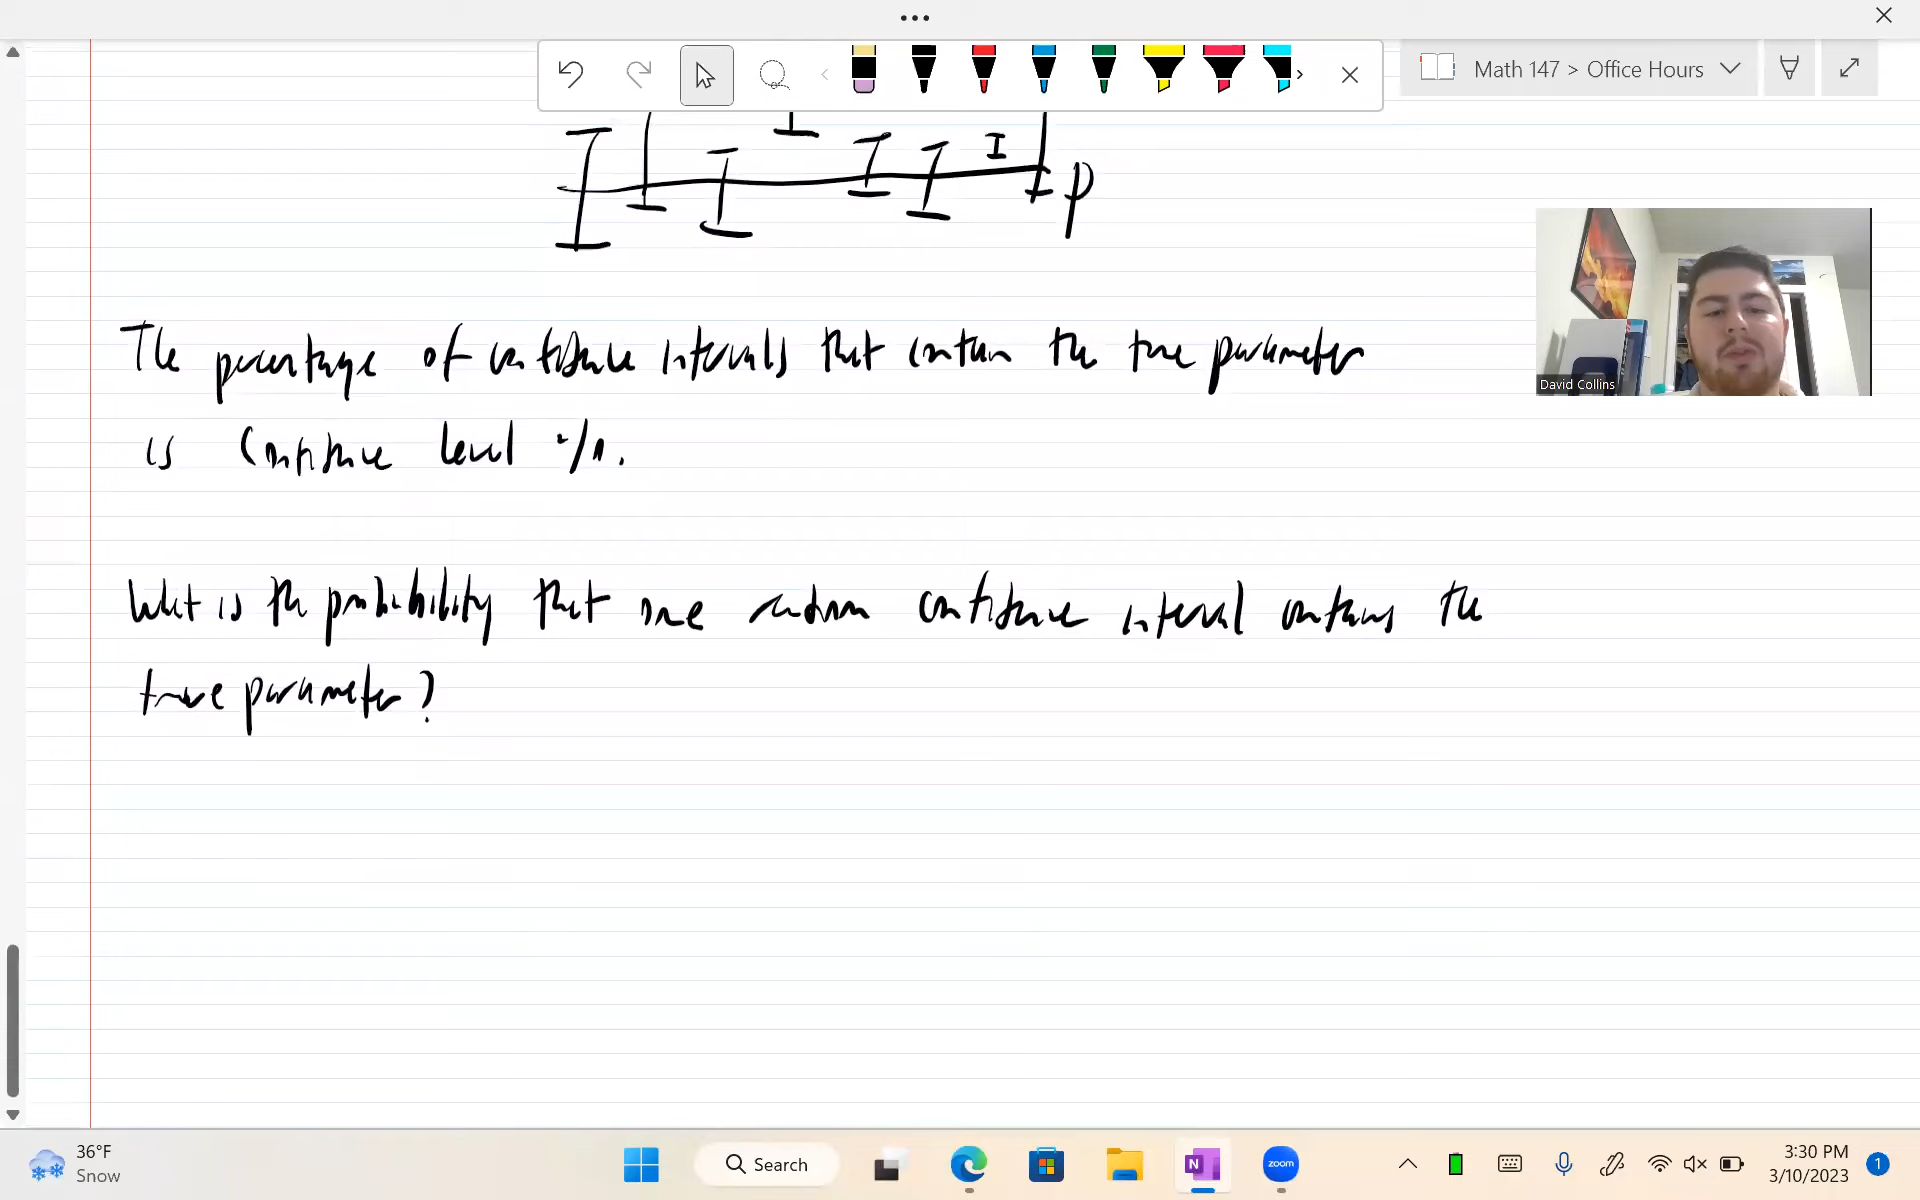 Math 147 > Office Hours
I I I I I I I p
David Collins
The percentage of confidence intervals that contain the true parameter
is Confidence level %.
What is the probability that one random confidence interval contains the
true parameter?
36°F
Snow
Search
N
zoom
3:30 PM
3/10/2023
1